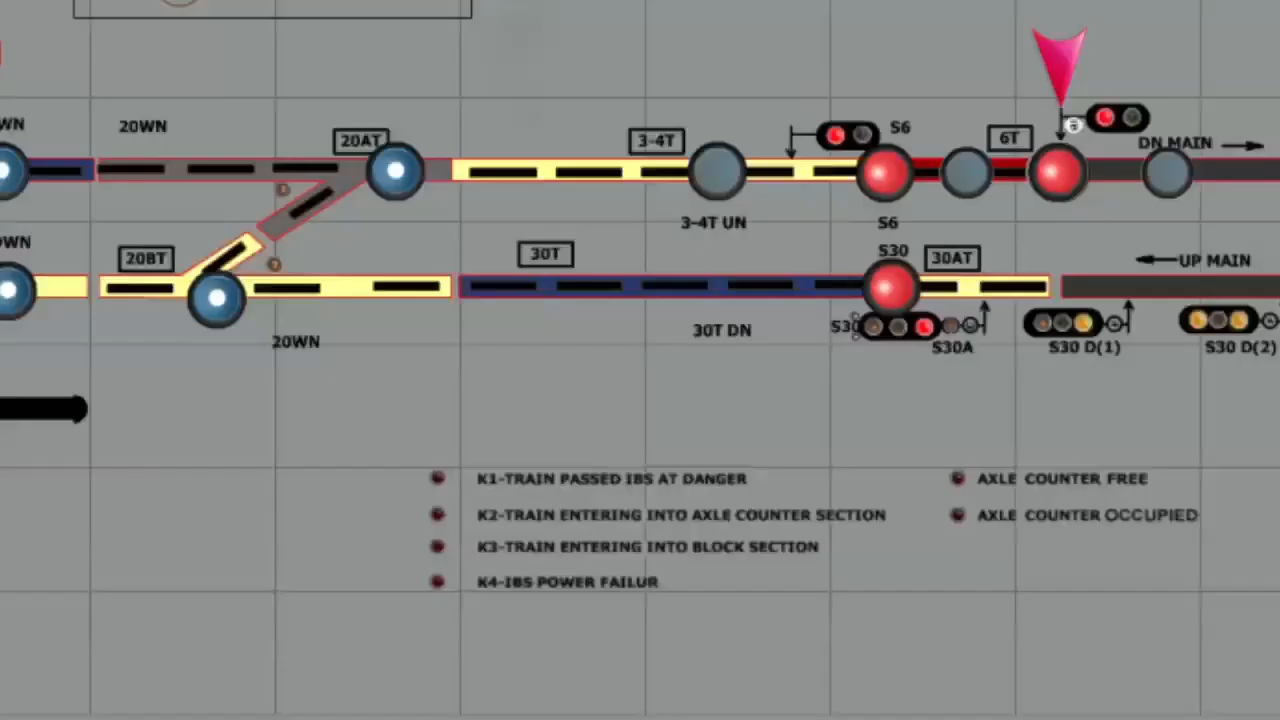 WN
20WN
20AT
3-4T
S6
6T
DN MAIN
3-4T UN
S6
WN
20BT
30T
S30
30AT
UP MAIN
20WN
30T DN
S30
S30A
S30 D(1)
S30 D(2)
K1-TRAIN PASSED IBS AT DANGER
AXLE COUNTER FREE
K2-TRAIN ENTERING INTO AXLE COUNTER SECTION
AXLE COUNTER OCCUPIED
K3-TRAIN ENTERING INTO BLOCK SECTION
K4-IBS POWER FAILUR